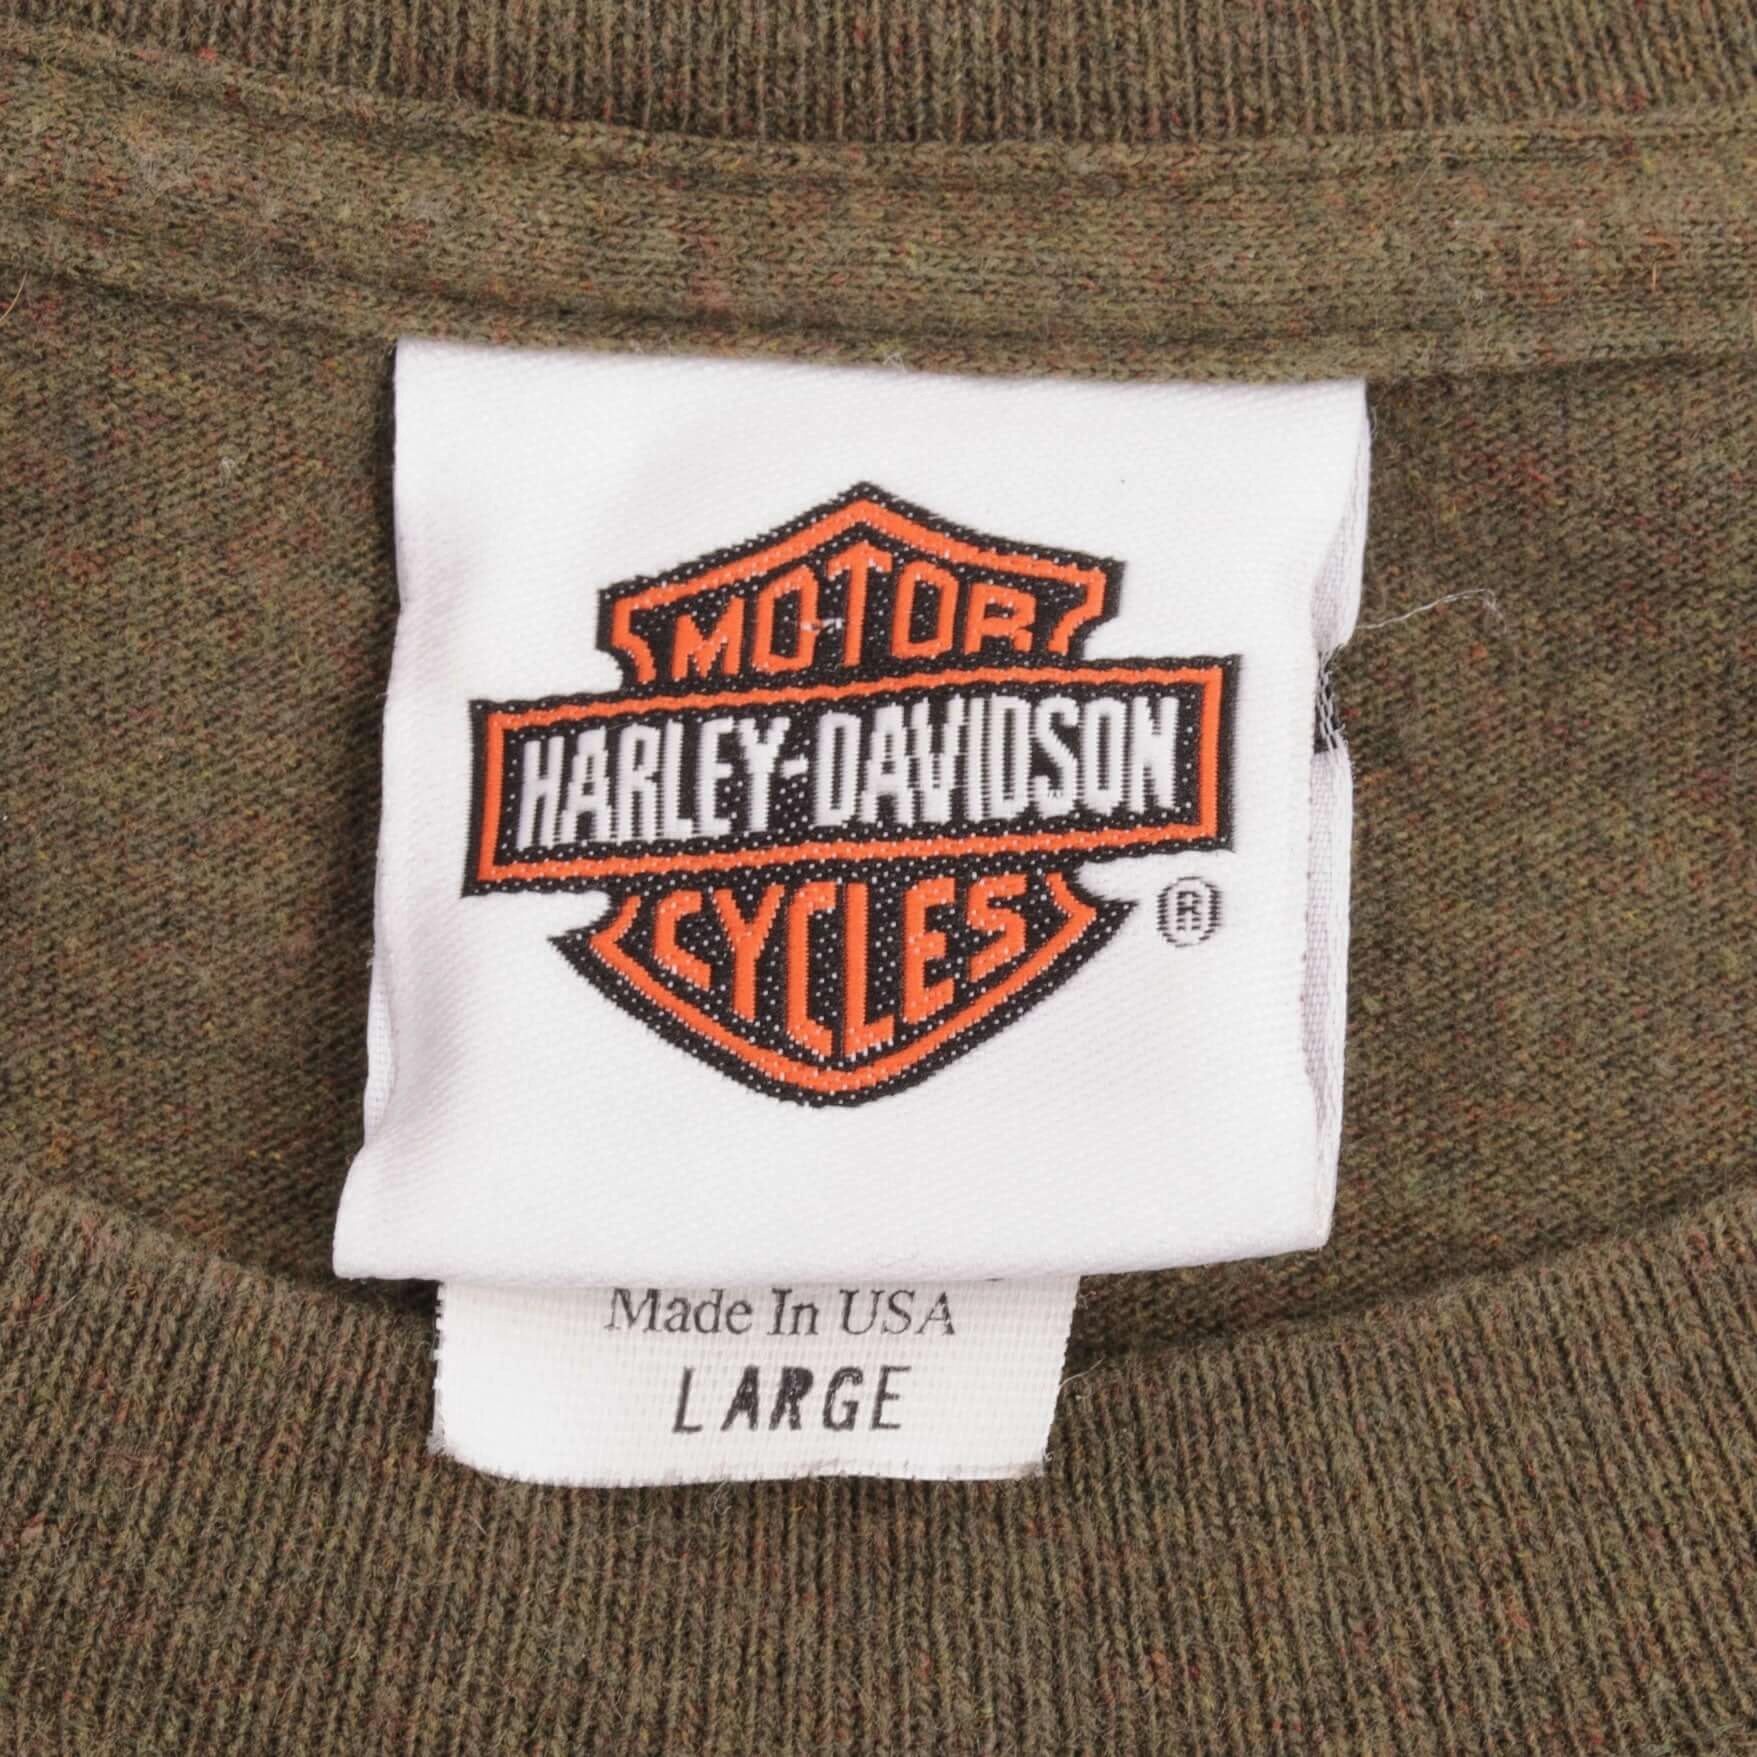 MOTOR
HARLEY-DAVIDSON
CYCLES
®
Made In USA
LARGE